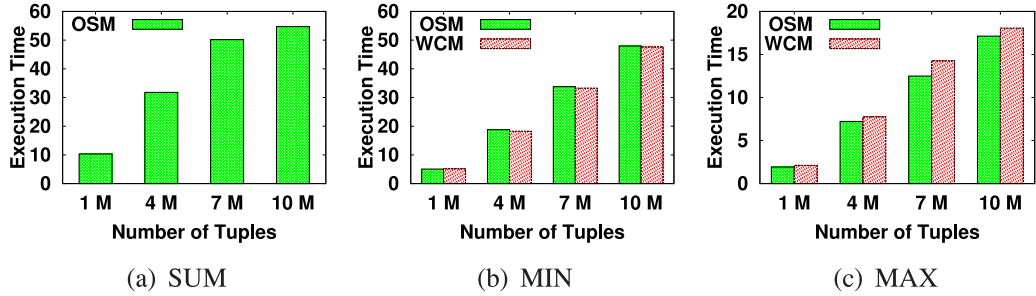 OSM
Execution Time
60
50
40
30
20
10
0
1 M 4 M 7 M 10 M
Number of Tuples
(a) SUM
OSM
WCM
Execution Time
60
50
40
30
20
10
0
1 M 4 M 7 M 10 M
Number of Tuples
(b) MIN
OSM
WCM
Execution Time
20
15
10
5
0
1 M 4 M 7 M 10 M
Number of Tuples
(c) MAX